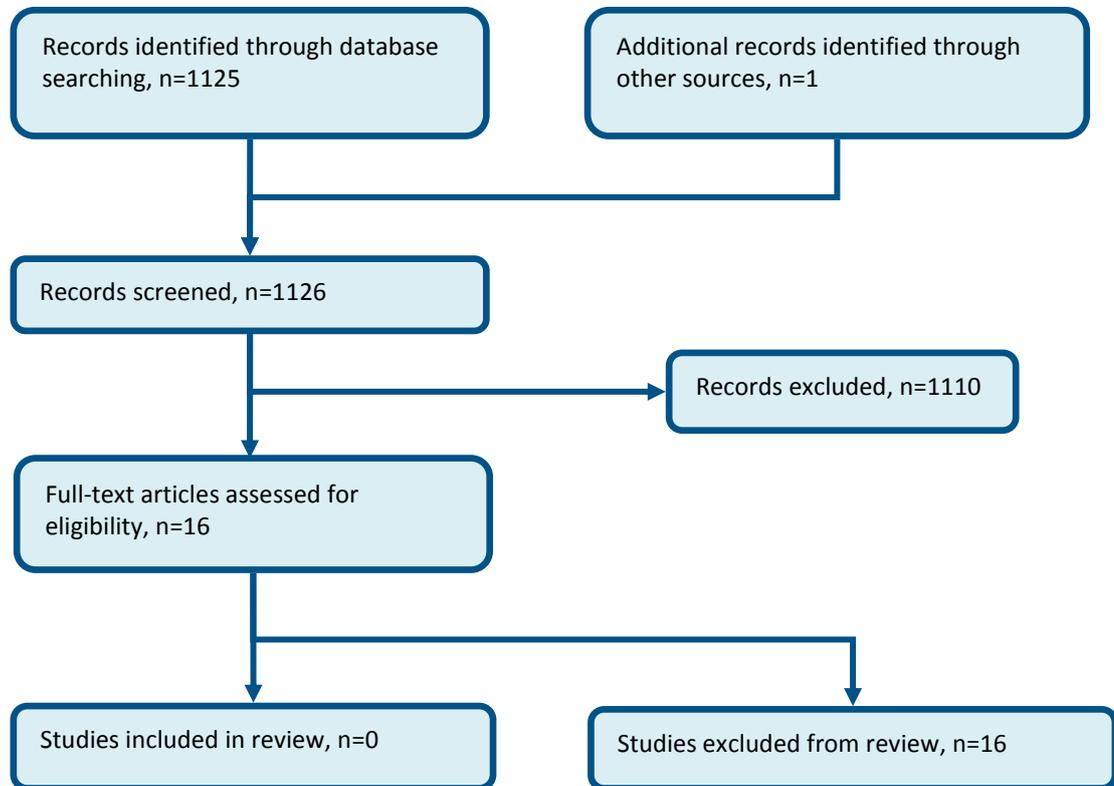 Records identified through database
searching, n=1125
Additional records identified through
other sources, n=1
Records screened, n=1126
Records excluded, n=1110
Full-text articles assessed for
eligibility, n=16
Studies included in review, n=0
Studies excluded from review, n=16